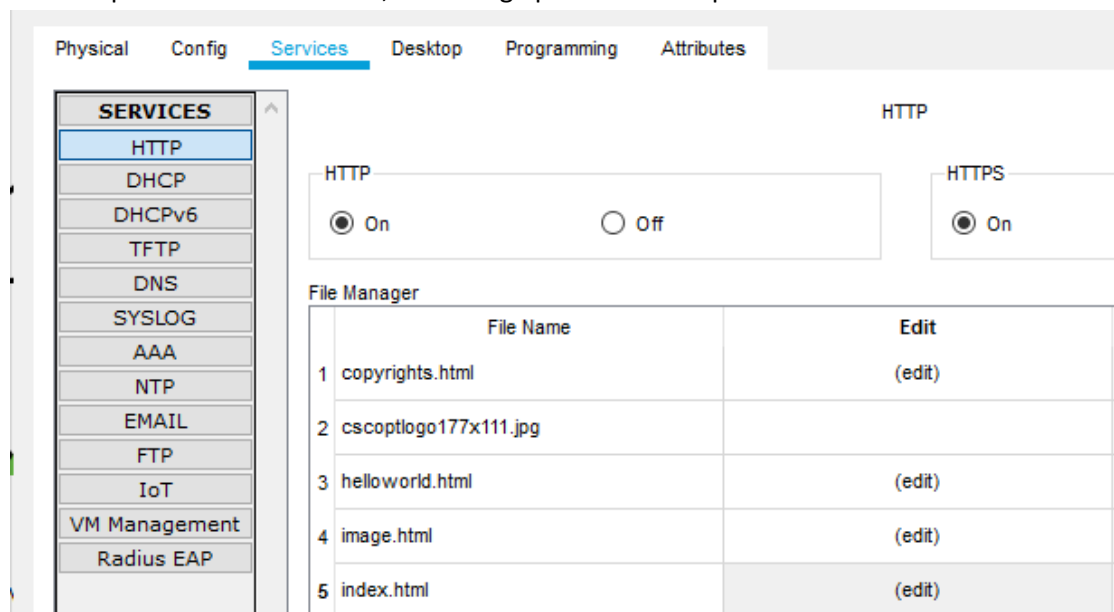 Physical Config Services Desktop Programming Attributes
SERVICES
HTTP
DHCP
DHCPv6
TFTP
DNS
SYSLOG
AAA
NTP
EMAIL
FTP
IoT
VM Management
Radius EAP
HTTP
HTTP
On Off
HTTPS
On
File Manager
File Name Edit
1 copyrights.html (edit)
2 cscoptlogo177x111.jpg
3 helloworld.html (edit)
4 image.html (edit)
5 index.html (edit)